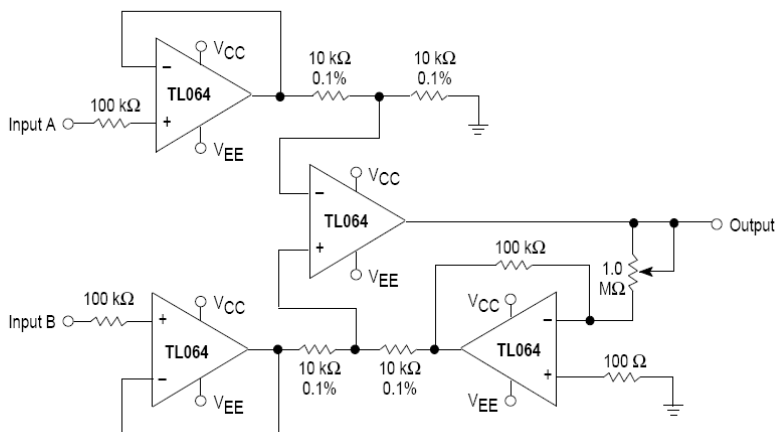 VCC
TL064
VEE
10 kΩ
0.1%
10 kΩ
0.1%
100 kΩ
Input A
−
+
VCC
TL064
VEE
−
+
Output
100 kΩ
1.0
MΩ
100 kΩ
Input B
VCC
TL064
VEE
+
−
10 kΩ
0.1%
10 kΩ
0.1%
VCC
TL064
VEE
−
+
100 Ω